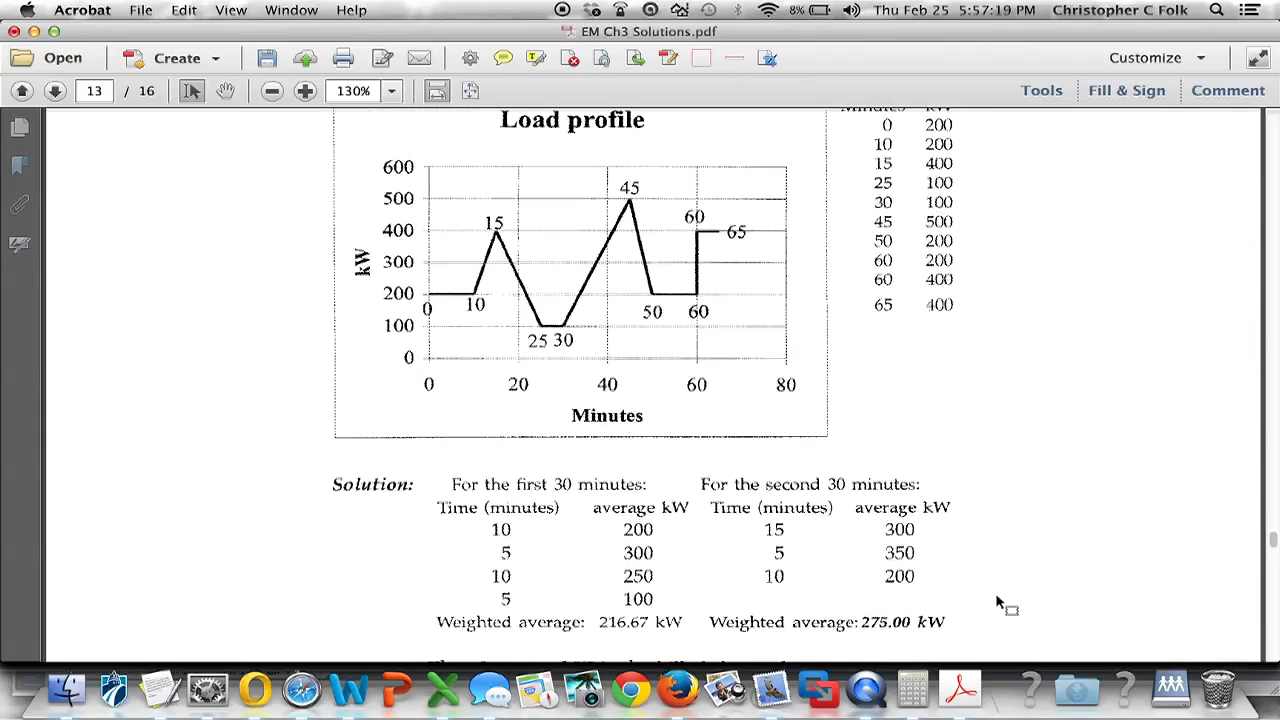 Acrobat File Edit View Window Help 8% Thu Feb 25 5:57:19 PM Christopher C Folk
EM Ch3 Solutions.pdf
Open Create Customize
13 / 16 130% Tools Fill & Sign Comment
Load profile
Minutes kW
0 200
10 200
15 400
25 100
30 100
45 500
50 200
60 200
60 400
65 400
600
500
400
300
200
100
0
kW
0 10 15 25 30 45 50 60 60 65
0 20 40 60 80
Minutes
Solution: For the first 30 minutes: For the second 30 minutes:
Time (minutes) average kW Time (minutes) average kW
10 200 15 300
5 300 5 350
10 250 10 200
5 100
Weighted average: 216.67 kW Weighted average: 275.00 kW